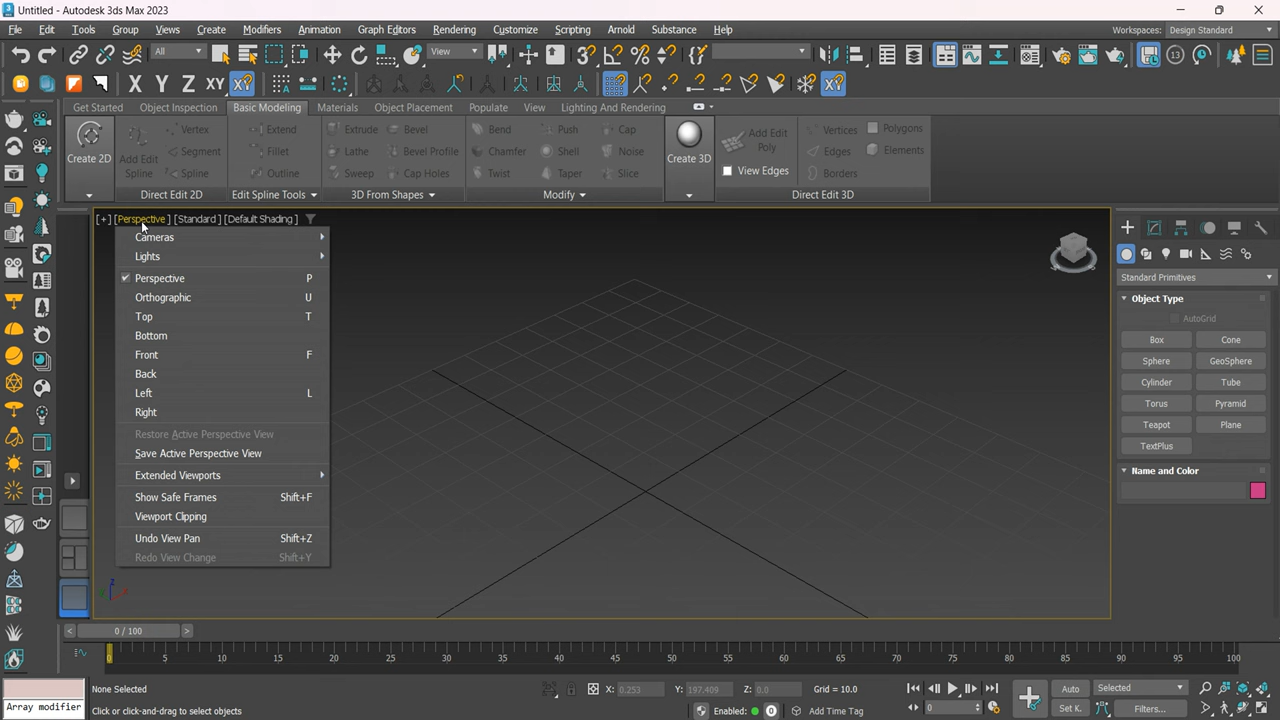 Untitled - Autodesk 3ds Max 2023
File Edit Tools Group Views Create Modifiers Animation Graph Editors Rendering Customize Scripting Arnold Substance Help Workspaces: Design Standard
All View 13
X Y Z XY
Get Started Object Inspection Basic Modeling Materials Object Placement Populate View Lighting And Rendering
Create 2D Add Edit Spline Vertex Segment Spline Extend Fillet Outline Extrude Bevel Lathe Bevel Profile Sweep Cap Holes Bend Push Cap Chamfer Shell Noise Twist Taper Slice Create 3D Add Edit Poly View Edges Vertices Polygons Edges Elements Borders
Direct Edit 2D Edit Spline Tools 3D From Shapes Modify Direct Edit 3D
[+] [Perspective ] [Standard ] [Default Shading ]
Cameras
Lights
Perspective P
Orthographic U
Top T
Bottom
Front F
Back
Left L
Right
Restore Active Perspective View
Save Active Perspective View
Extended Viewports
Show Safe Frames Shift+F
Viewport Clipping
Undo View Pan Shift+Z
Redo View Change Shift+Y
z
Standard Primitives
Object Type
AutoGrid
Box Cone
Sphere GeoSphere
Cylinder Tube
Torus Pyramid
Teapot Plane
TextPlus
Name and Color
< 0 / 100 >
0 5 10 15 20 25 30 35 40 45 50 55 60 65 70 75 80 85 90 95 100
None Selected X: 0.253 Y: 197.409 Z: 0.0 Grid = 10.0 Auto Selected
Array modifier Click or click-and-drag to select objects Enabled: 0 Add Time Tag 0 Set K. Filters...